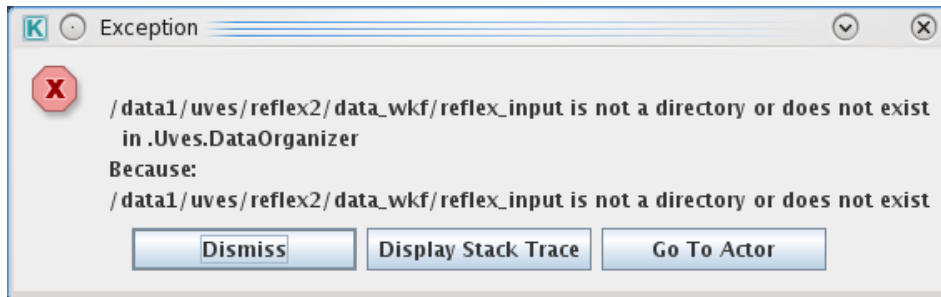 K Exception
X
/data1/uves/reflex2/data_wkf/reflex_input is not a directory or does not exist
in .Uves.DataOrganizer
Because:
/data1/uves/reflex2/data_wkf/reflex_input is not a directory or does not exist
Dismiss Display Stack Trace Go To Actor